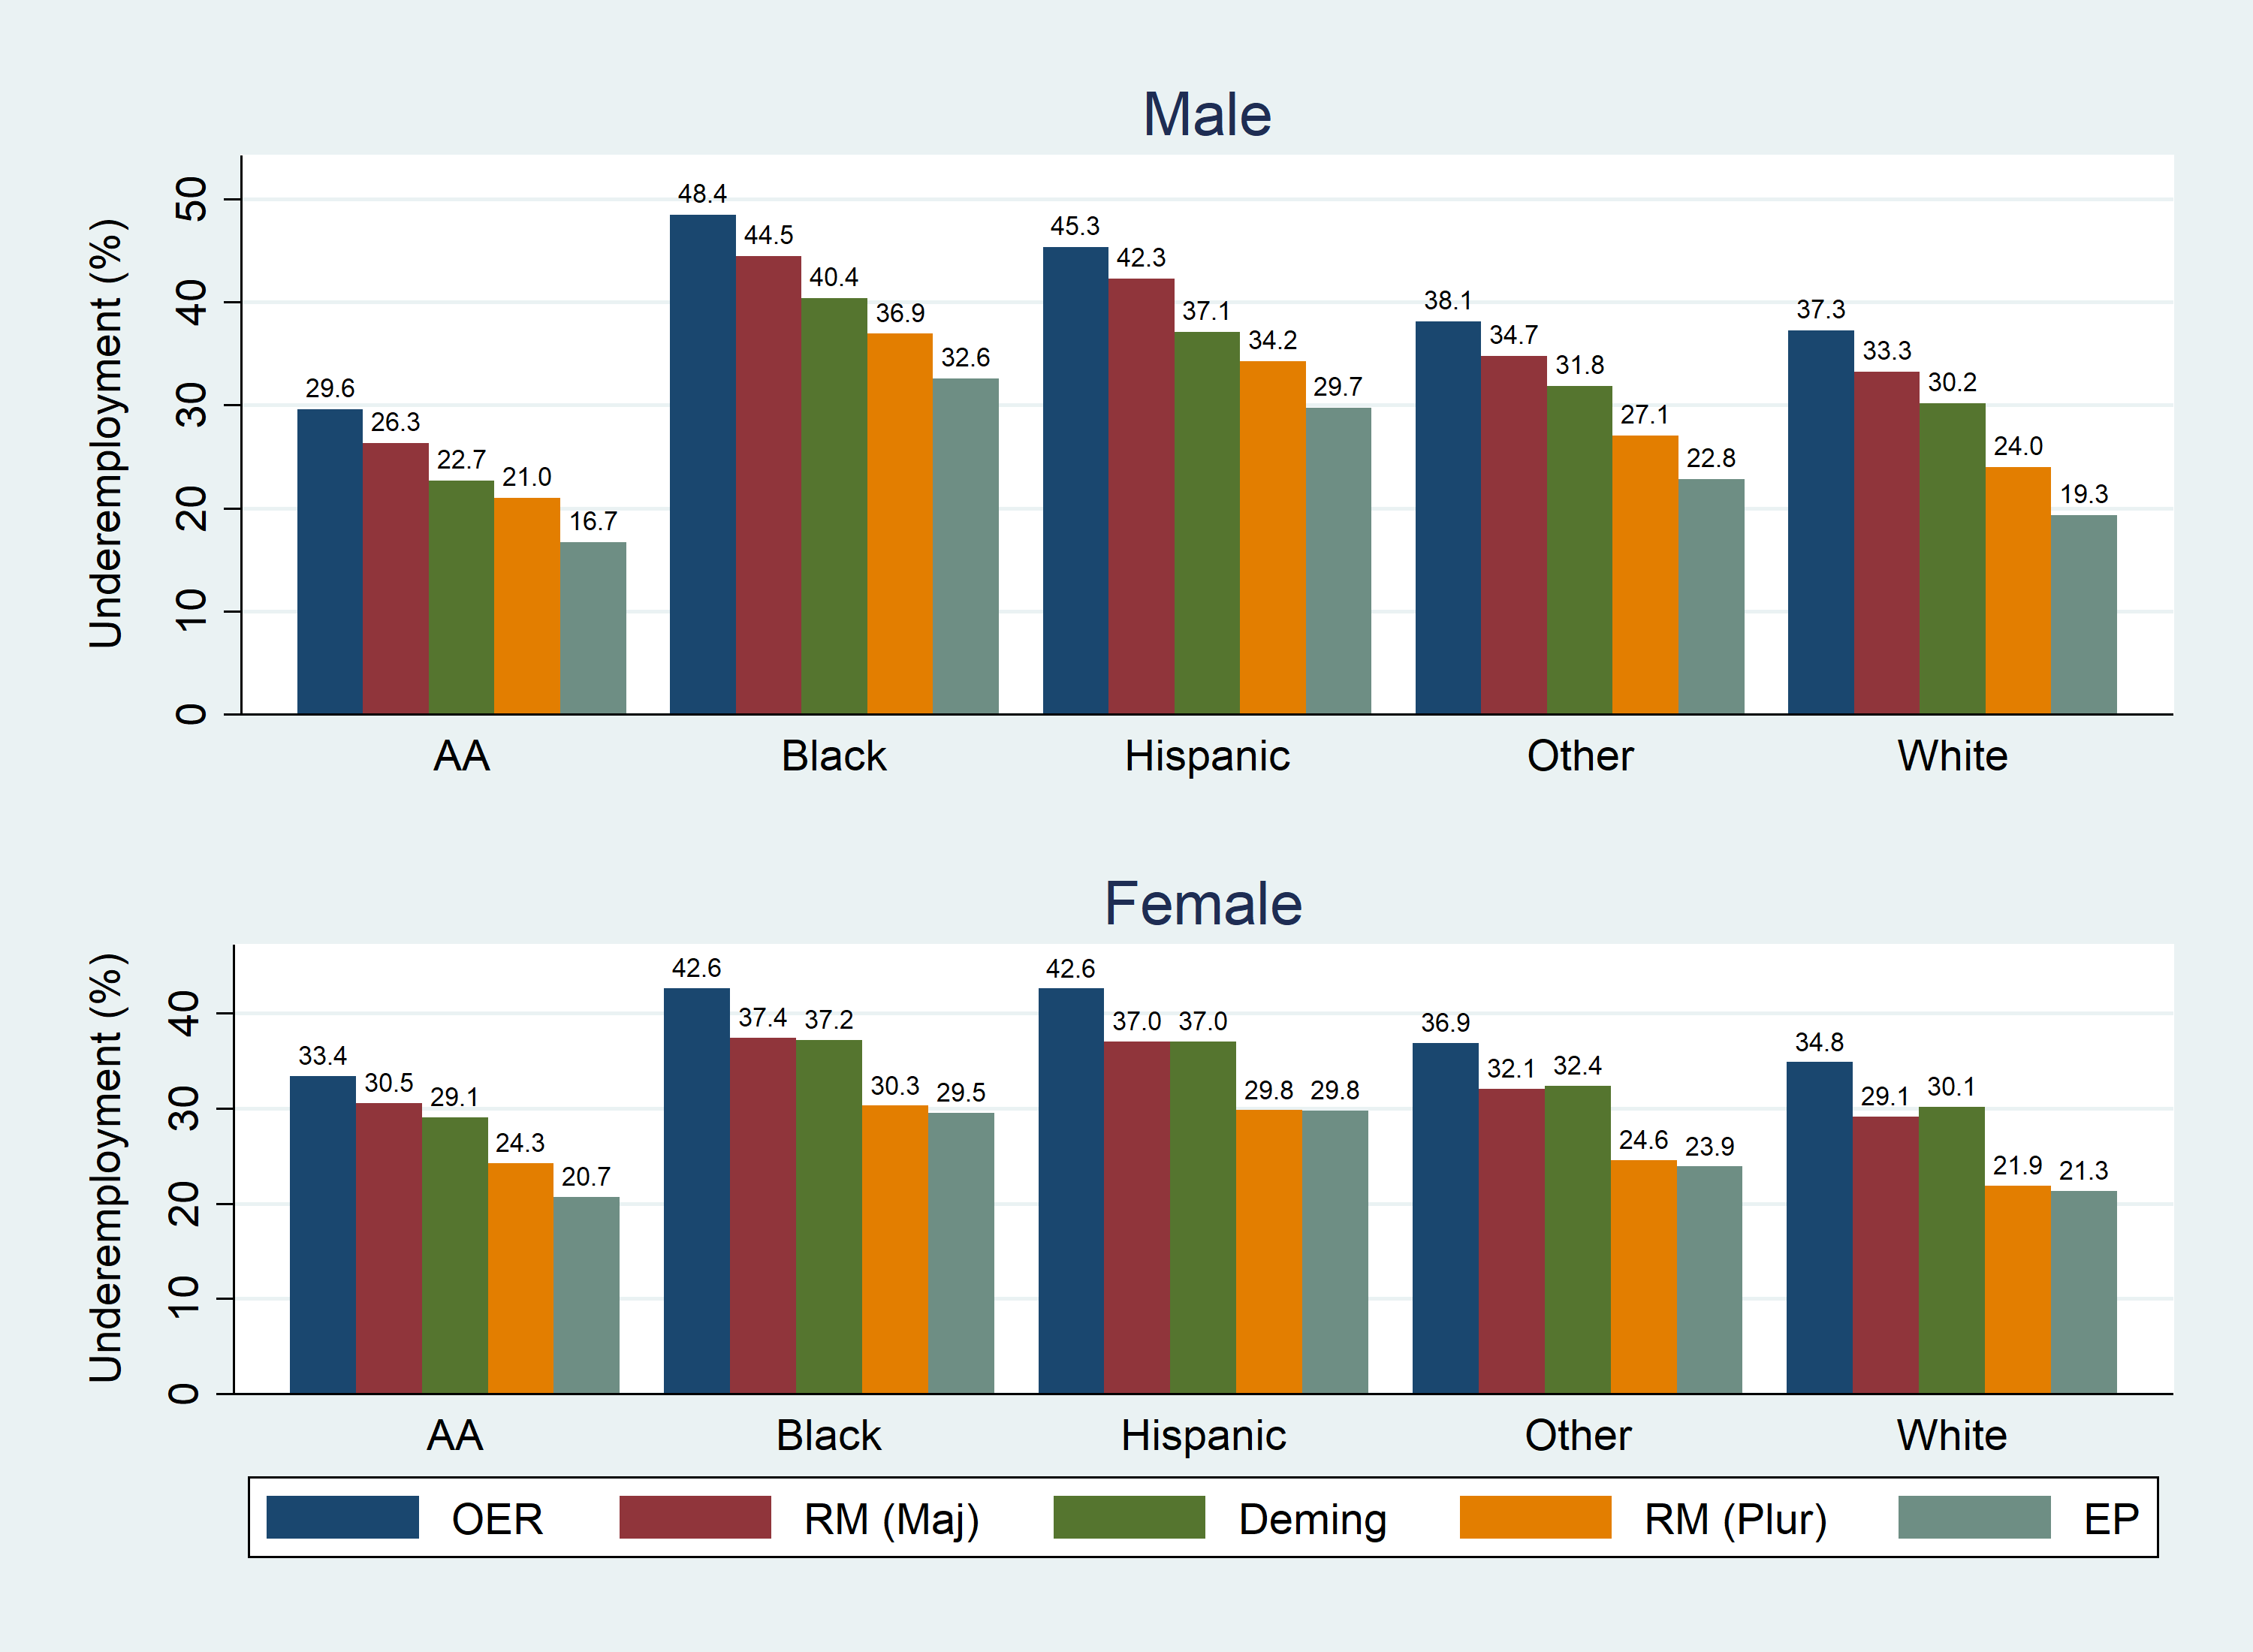 Male
Underemployment (%)
50
40
30
20
10
0
29.6 26.3 22.7 21.0 16.7
48.4 44.5 40.4 36.9 32.6
45.3 42.3 37.1 34.2 29.7
38.1 34.7 31.8 27.1 22.8
37.3 33.3 30.2 24.0 19.3
AA Black Hispanic Other White
Female
Underemployment (%)
40
30
20
10
0
33.4 30.5 29.1 24.3 20.7
42.6 37.4 37.2 30.3 29.5
42.6 37.0 37.0 29.8 29.8
36.9 32.1 32.4 24.6 23.9
34.8 29.1 30.1 21.9 21.3
AA Black Hispanic Other White
OER RM (Maj) Deming RM (Plur) EP